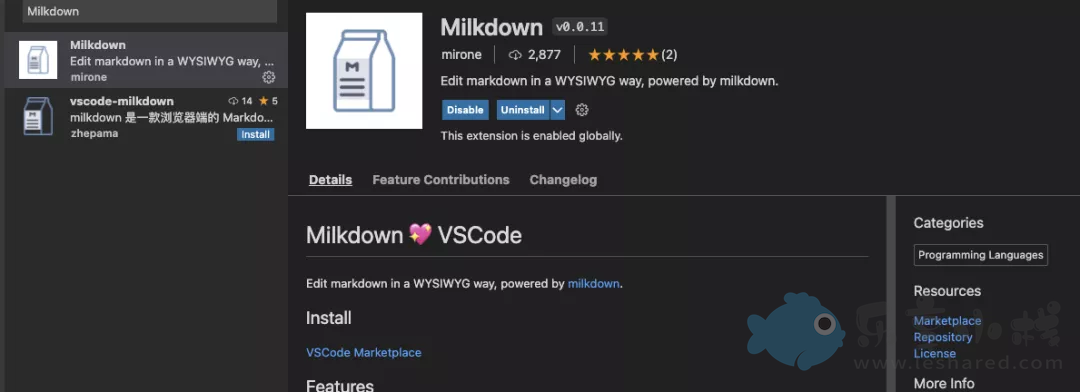 Milkdown
Milkdown
Edit markdown in a WYSIWYG way, ...
mirone
vscode-milkdown
14 5
milkdown 是一款浏览器端的 Markdo...
zhepama
Install
Milkdown v0.0.11
mirone 2,877 (2)
Edit markdown in a WYSIWYG way, powered by milkdown.
Disable Uninstall
This extension is enabled globally.
Details Feature Contributions Changelog
Milkdown 💖 VSCode
Edit markdown in a WYSIWYG way, powered by milkdown.
Install
VSCode Marketplace
Features
Categories
Programming Languages
Resources
Marketplace
Repository
License
More Info
www.leshared.com